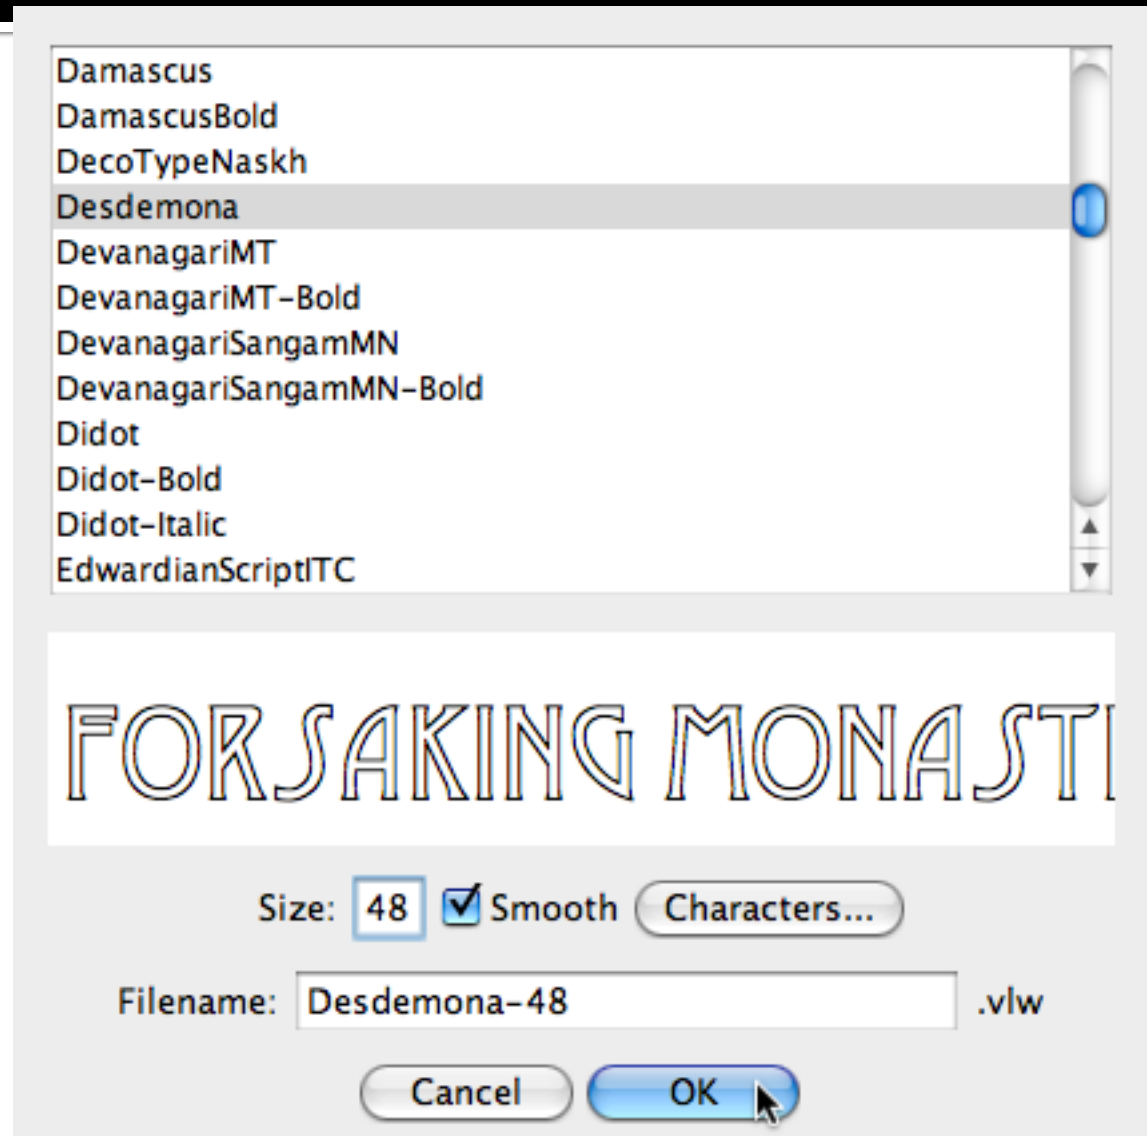 Damascus
DamascusBold
DecoTypeNaskh
Desdemona
DevanagariMT
DevanagariMT-Bold
DevanagariSangamMN
DevanagariSangamMN-Bold
Didot
Didot-Bold
Didot-Italic
EdwardianScriptITC
FORSAKING MONAST
Size: 48 Smooth Characters...
Filename: Desdemona-48 .vlw
Cancel OK